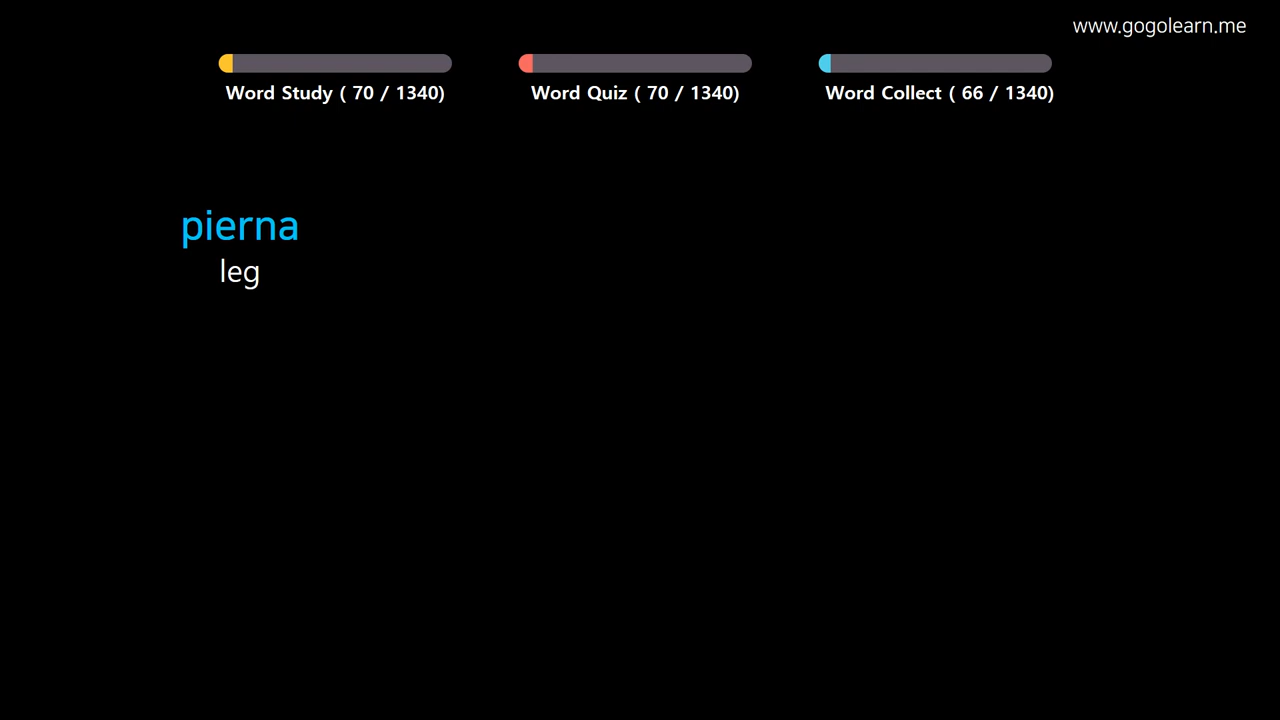 www.gogolearn.me
Word Study ( 70 / 1340)
Word Quiz ( 70 / 1340)
Word Collect ( 66 / 1340)
pierna
leg